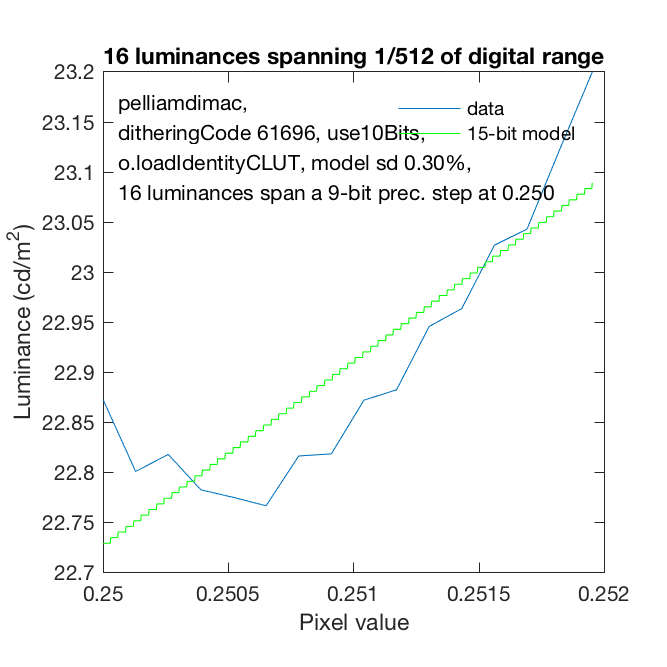 16 luminances spanning 1/512 of digital range
23.2
23.15
23.1
23.05
23
22.95
22.9
22.85
22.8
22.75
22.7
Luminance (cd/m²)
pelliamdimac,
ditheringCode 61696, use10Bits,
o.loadIdentityCLUT, model sd 0.30%,
16 luminances span a 9-bit prec. step at 0.250
data
15-bit model
0.25
0.2505
0.251
0.2515
0.252
Pixel value